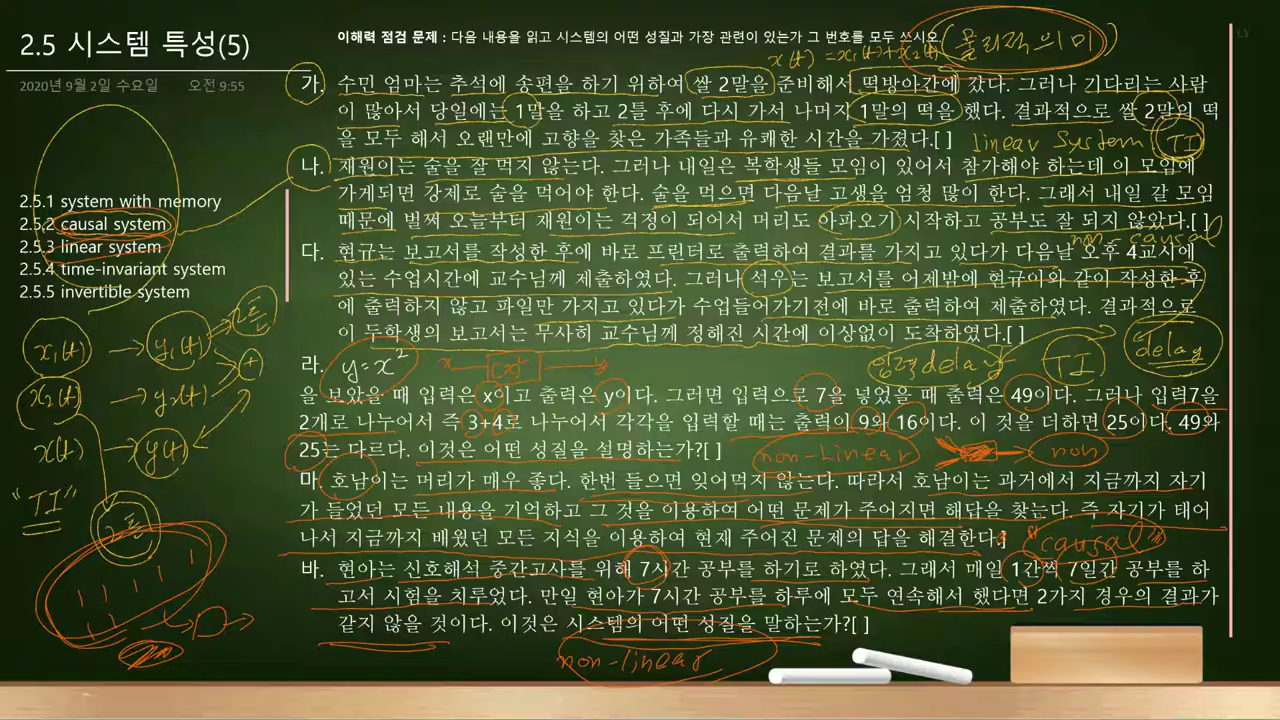 2.5 시스템 특성(5)
2020년 9월 2일 수요일 오전 9:55
이해력 점검 문제 : 다음 내용을 읽고 시스템의 어떤 성질과 가장 관련이 있는가 그 번호를 모두 쓰시오.
(물리적의미)
x(t) = x₁(t)+x₂(t)
가. 수민 엄마는 추석에 송편을 하기 위하여 쌀 2말을 준비해서 떡방아간에 갔다. 그러나 기다리는 사람
이 많아서 당일에는 1말을 하고 2틀 후에 다시 가서 나머지 1말의 떡을 했다. 결과적으로 쌀 2말의 떡
을 모두 해서 오랜만에 고향을 찾은 가족들과 유쾌한 시간을 가졌다.[ ]
linear System TI
나. 재원이는 술을 잘 먹지 않는다. 그러나 내일은 복학생들 모임이 있어서 참가해야 하는데 이 모임에
가게되면 강제로 술을 먹어야 한다. 술을 먹으면 다음날 고생을 엄청 많이 한다. 그래서 내일 갈 모임
때문에 벌써 오늘부터 재원이는 걱정이 되어서 머리도 아파오기 시작하고 공부도 잘 되지 않았다.[ ]
non causal
다. 현규는 보고서를 작성한 후에 바로 프린터로 출력하여 결과를 가지고 있다가 다음날 오후 4교시에
있는 수업시간에 교수님께 제출하였다. 그러나 석우는 보고서를 어제밤에 현규이와 같이 작성한 후
에 출력하지 않고 파일만 가지고 있다가 수업들어가기전에 바로 출력하여 제출하였다. 결과적으로
이 두학생의 보고서는 무사히 교수님께 정해진 시간에 이상없이 도착하였다.[ ]
입력delay TI delay
라. y=x² x (x)² y
을 보았을 때 입력은 x이고 출력은 y이다. 그러면 입력으로 7을 넣었을 때 출력은 49이다. 그러나 입력7을
2개로 나누어서 즉 3+4로 나누어서 각각을 입력할 때는 출력이 9와 16이다. 이 것을 더하면 25이다. 49와
25는 다르다. 이것은 어떤 성질을 설명하는가?[ ]
non-Linear non
마. 호남이는 머리가 매우 좋다. 한번 들으면 잊어먹지 않는다. 따라서 호남이는 과거에서 지금까지 자기
가 들었던 모든 내용을 기억하고 그 것을 이용하여 어떤 문제가 주어지면 해답을 찾는다. 즉 자기가 태어
나서 지금까지 배웠던 모든 지식을 이용하여 현재 주어진 문제의 답을 해결한다.
"causal"
바. 현아는 신호해석 중간고사를 위해 7시간 공부를 하기로 하였다. 그래서 매일 1간씩 7일간 공부를 하
고서 시험을 치루었다. 만일 현아가 7시간 공부를 하루에 모두 연속해서 했다면 2가지 경우의 결과가
같지 않을 것이다. 이것은 시스템의 어떤 성질을 말하는가?[ ]
non-linear
2.5.1 system with memory
2.5.2 causal system
2.5.3 linear system
2.5.4 time-invariant system
2.5.5 invertible system
x₁(t) → y₁(t) 2틀
x₂(t) → y₂(t) +
x(t) → y(t)
"TI" 2틀